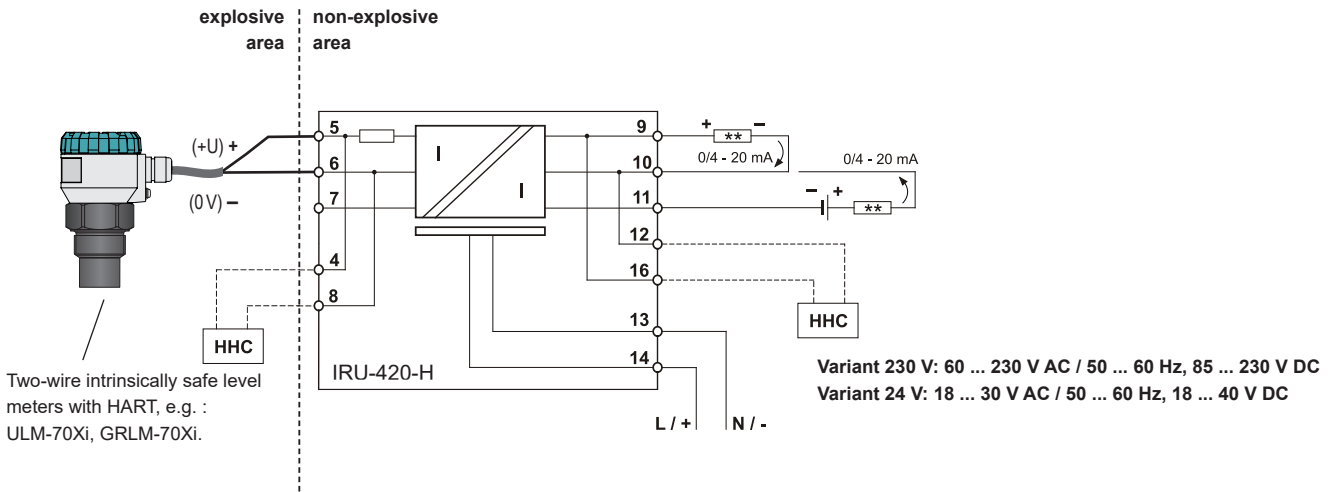 explosive
area
non-explosive
area
(+U) +
(0 V) −
5
6
7
4
8
I
I
9
10
11
12
16
13
14
+ ** −
0/4 - 20 mA
0/4 - 20 mA
− +
**
HHC
HHC
IRU-420-H
L / +
N / -
Two-wire intrinsically safe level
meters with HART, e.g. :
ULM-70Xi, GRLM-70Xi.
Variant 230 V: 60 ... 230 V AC / 50 ... 60 Hz, 85 ... 230 V DC
Variant 24 V: 18 ... 30 V AC / 50 ... 60 Hz, 18 ... 40 V DC